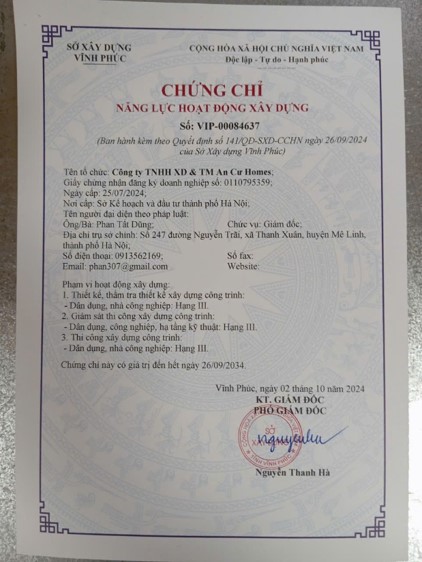 SỞ XÂY DỰNG
VĨNH PHÚC
CỘNG HÒA XÃ HỘI CHỦ NGHĨA VIỆT NAM
Độc lập - Tự do - Hạnh phúc
CHỨNG CHỈ
NĂNG LỰC HOẠT ĐỘNG XÂY DỰNG
Số: VIP-00084637
(Ban hành kèm theo Quyết định số 141/QĐ-SXD-CCHN ngày 26/09/2024
của Sở Xây dựng Vĩnh Phúc)
Tên tổ chức: Công ty TNHH XD & TM An Cư Homes;
Giấy chứng nhận đăng ký doanh nghiệp số: 0110795359;
Ngày cấp: 25/07/2024;
Nơi cấp: Sở Kế hoạch và đầu tư thành phố Hà Nội;
Tên người đại diện theo pháp luật:
Ông/Bà: Phan Tất Dũng; Chức vụ: Giám đốc;
Địa chỉ trụ sở chính: Số 247 đường Nguyễn Trãi, xã Thanh Xuân, huyện Mê Linh,
thành phố Hà Nội;
Số điện thoại: 0913562169; Số fax:
Email: phan307@gmail.com Website:
Phạm vi hoạt động xây dựng:
1. Thiết kế, thẩm tra thiết kế xây dựng công trình:
- Dân dụng, nhà công nghiệp: Hạng III.
2. Giám sát thi công xây dựng công trình:
- Dân dụng, công nghiệp, hạ tầng kỹ thuật: Hạng III.
3. Thi công xây dựng công trình:
- Dân dụng, nhà công nghiệp: Hạng III.
Chứng chỉ này có giá trị đến hết ngày 26/09/2034.
Vĩnh Phúc, ngày 02 tháng 10 năm 2024
KT. GIÁM ĐỐC
PHÓ GIÁM ĐỐC
SỞ
TỈNH VĨNH PHÚC
Nguyễn Thanh Hà